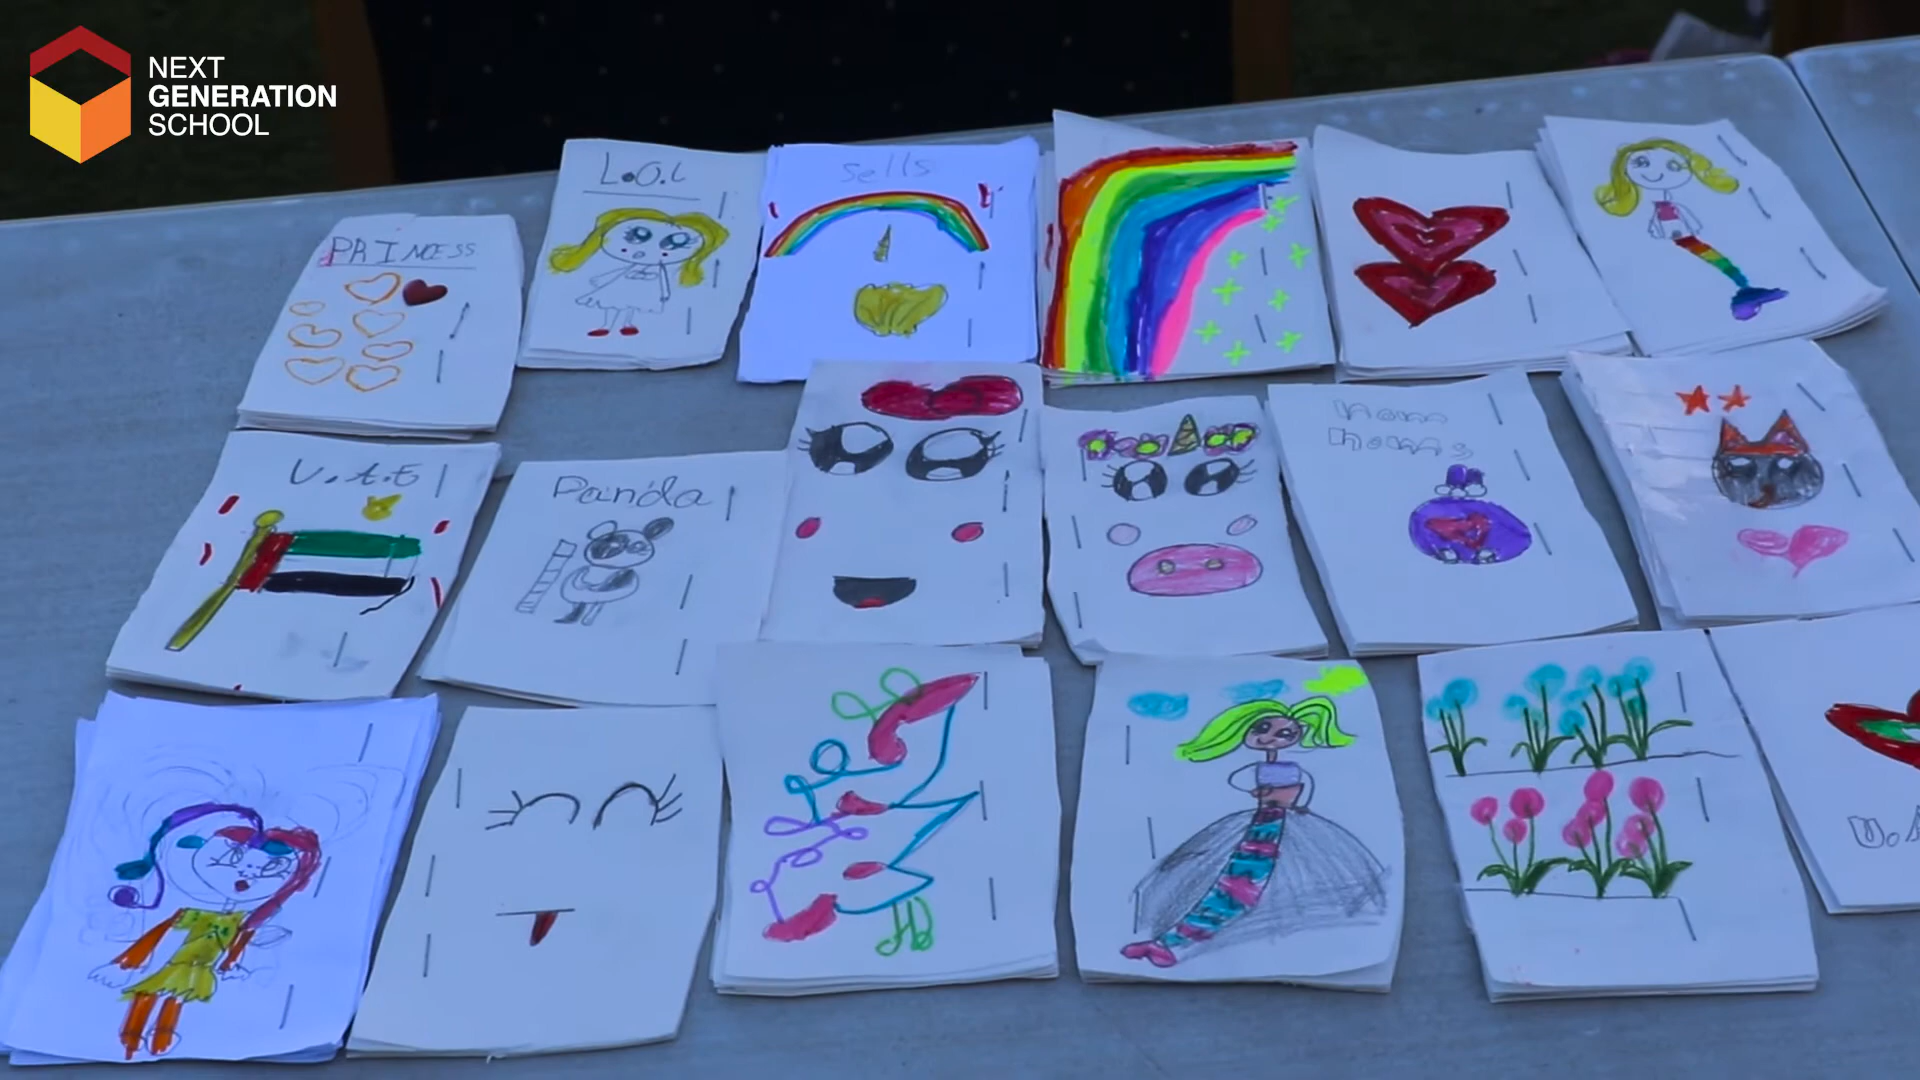 NEXT
GENERATION
SCHOOL
L.O.L
sells
PRINCESS
U.A.E
Panda
U.A